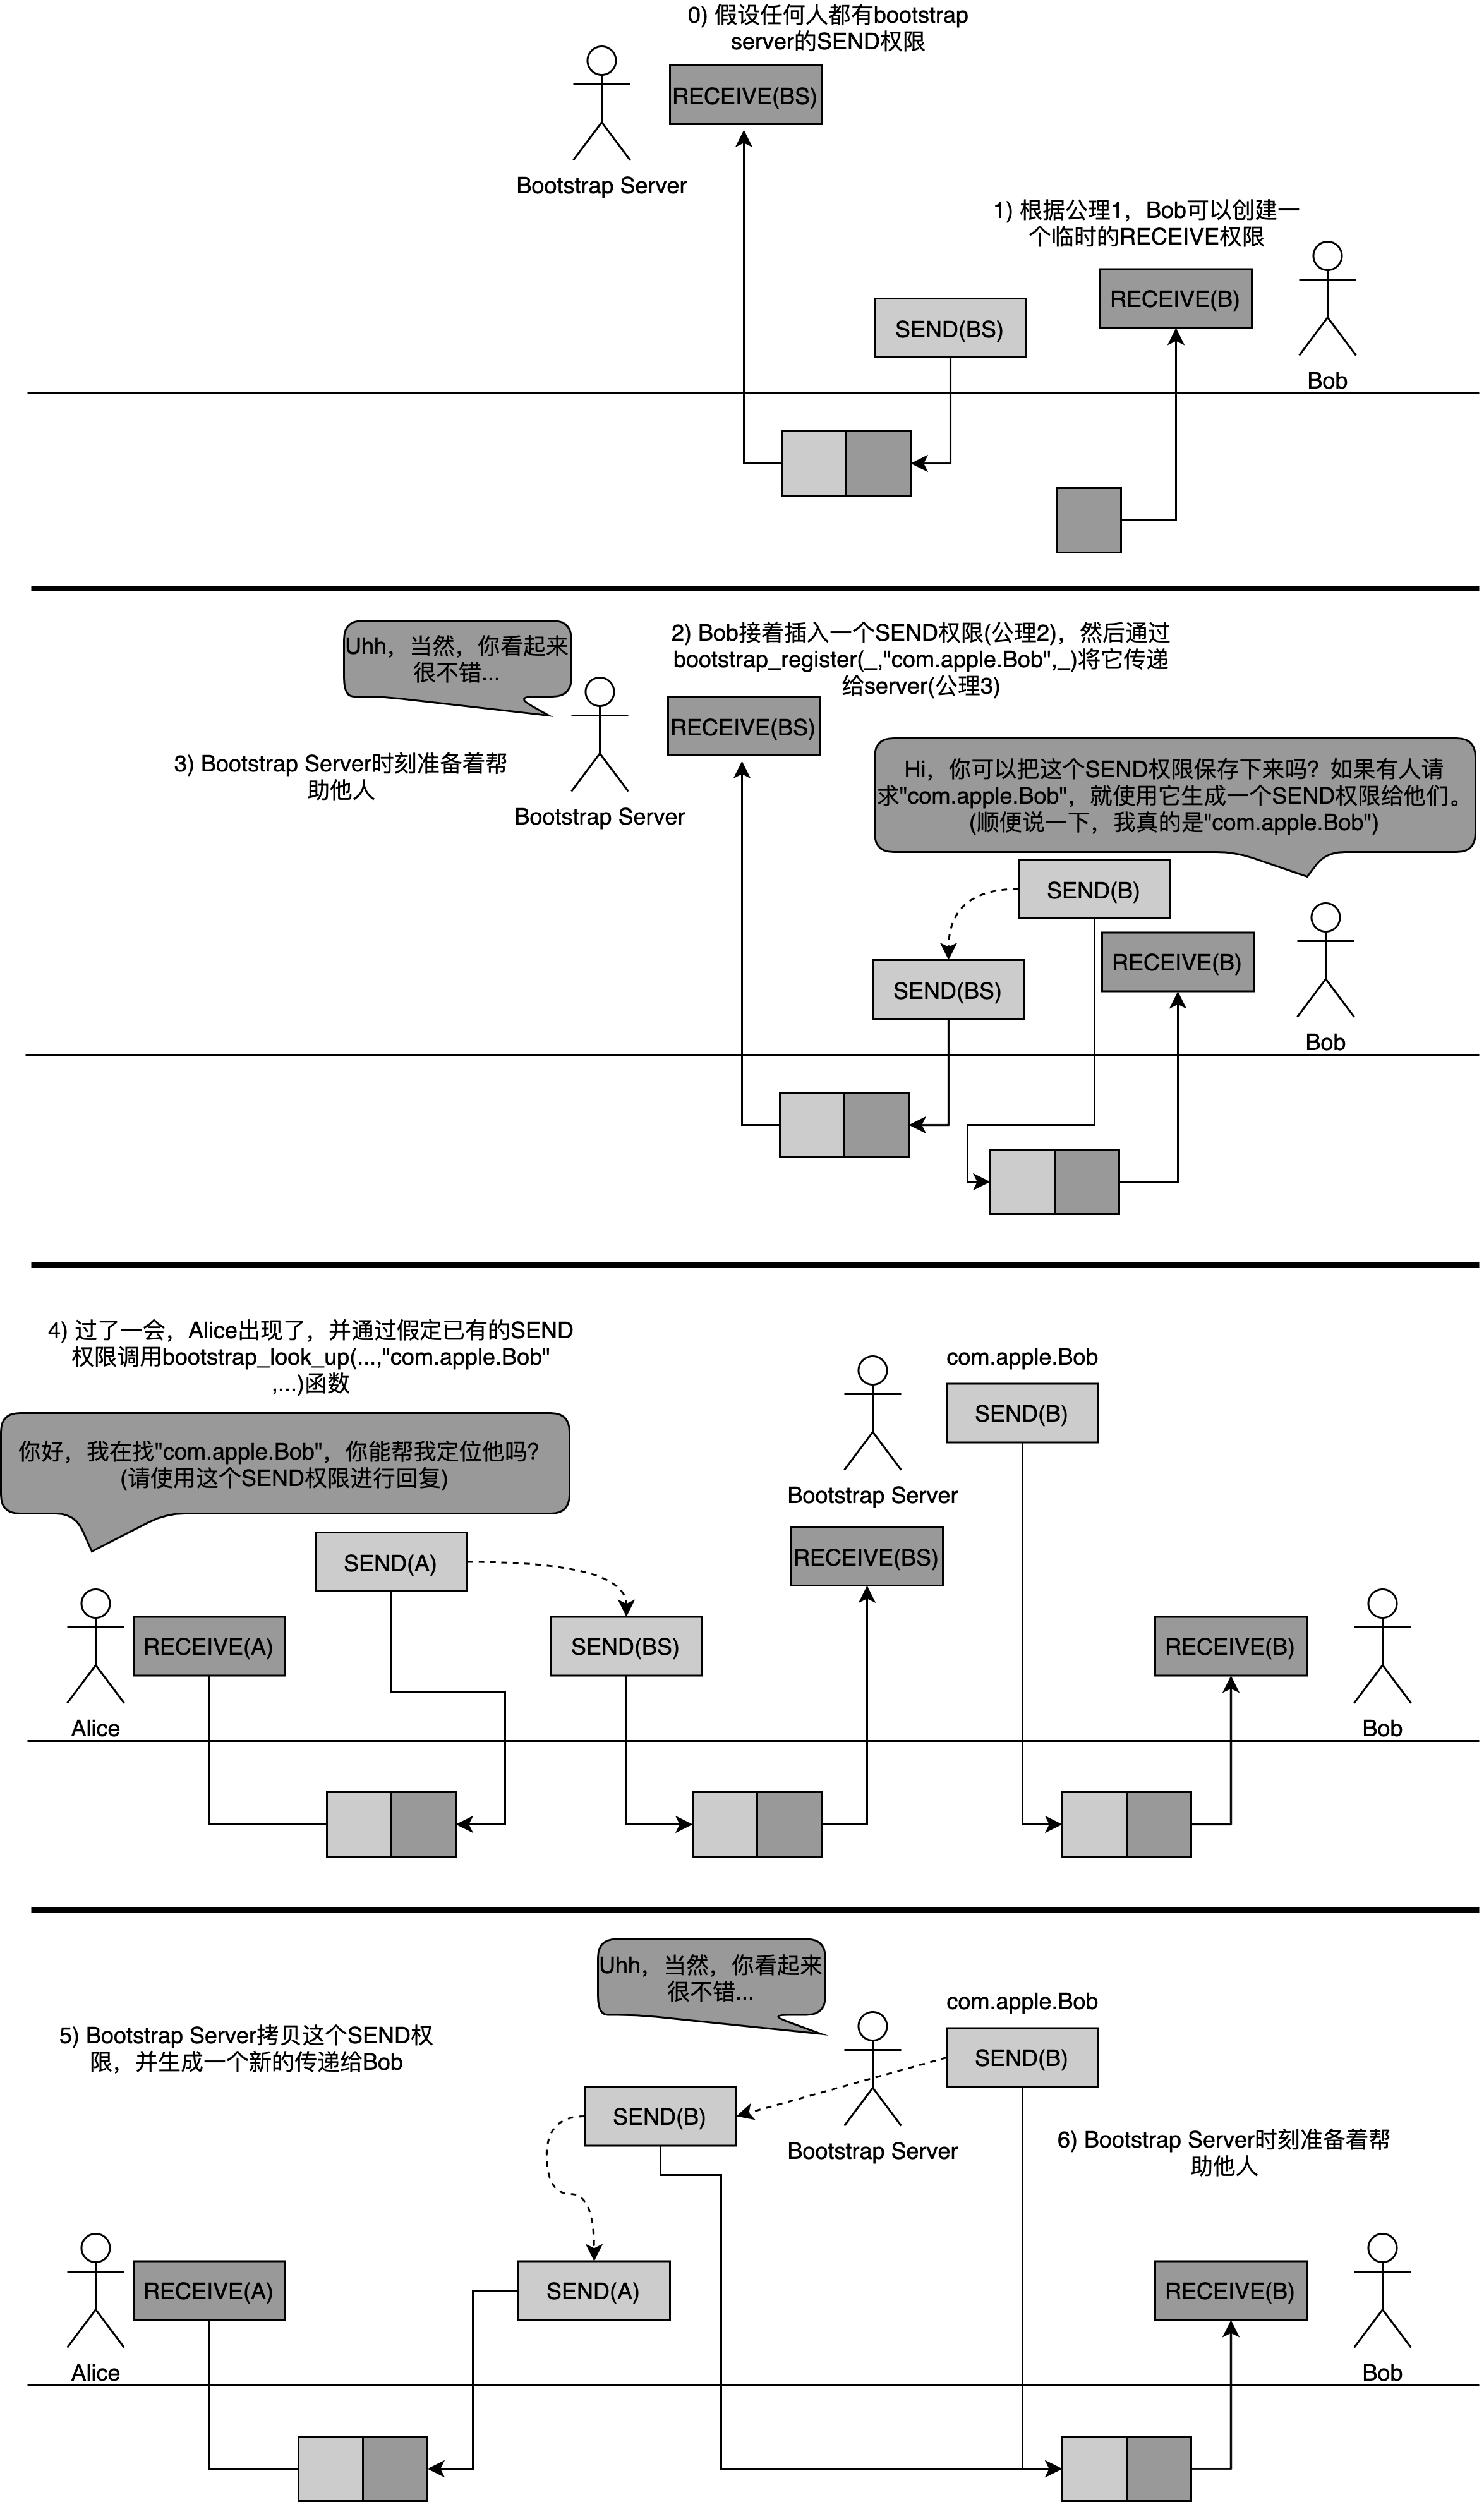 0) 假设任何人都有bootstrap
server的SEND权限
RECEIVE(BS)
Bootstrap Server
1) 根据公理1，Bob可以创建一
个临时的RECEIVE权限
RECEIVE(B)
SEND(BS)
Bob
2) Bob接着插入一个SEND权限(公理2)，然后通过
bootstrap_register(_,"com.apple.Bob",_)将它传递
给server(公理3)
Uhh，当然，你看起来
很不错...
RECEIVE(BS)
3) Bootstrap Server时刻准备着帮
助他人
Bootstrap Server
Hi，你可以把这个SEND权限保存下来吗？如果有人请
求"com.apple.Bob"，就使用它生成一个SEND权限给他们。
(顺便说一下，我真的是"com.apple.Bob")
SEND(B)
RECEIVE(B)
SEND(BS)
Bob
4) 过了一会，Alice出现了，并通过假定已有的SEND
权限调用bootstrap_look_up(...,"com.apple.Bob"
,...)函数
com.apple.Bob
SEND(B)
你好，我在找"com.apple.Bob"，你能帮我定位他吗？
(请使用这个SEND权限进行回复)
Bootstrap Server
SEND(A)
RECEIVE(BS)
RECEIVE(A)
SEND(BS)
RECEIVE(B)
Alice
Bob
Uhh，当然，你看起来
很不错...
com.apple.Bob
5) Bootstrap Server拷贝这个SEND权
限，并生成一个新的传递给Bob
SEND(B)
SEND(B)
Bootstrap Server
6) Bootstrap Server时刻准备着帮
助他人
RECEIVE(A)
SEND(A)
RECEIVE(B)
Alice
Bob